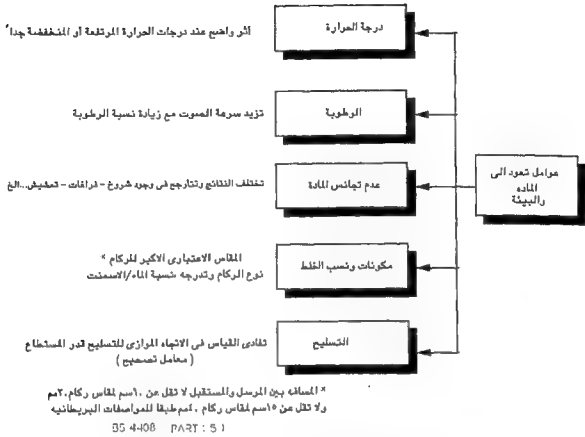 عوامل تعود الى
المادة
والبيئة
درجة الحرارة
أثر واضح عند درجات الحرارة المرتفعة أو المنخفضة جداً
الرطوبة
تزيد سرعة الصوت مع زيادة نسبة الرطوبة
عدم تجانس المادة
تختلف النتائج وتتأرجح فى وجود شروخ - فراغات - تعشيش...الخ
مكونات ونسب الخلط
المقاس الاعتبارى الاكبر للركام *
نوع الركام وتدرجه -نسبة الماء/الاسمنت
التسليح
تفادى القياس فى الاتجاه الموازى للتسليح قدر المستطاع
( معامل تصحيح )
* المسافه بين المرسل والمستقبل لا تقل عن ١٠سم لمقاس ركام ٢٠مم
ولا تقل عن ١٥سم لمقاس ركام ٤٠مم طبقا للمواصفات البريطانيه
BS 4408 PART : 5 )